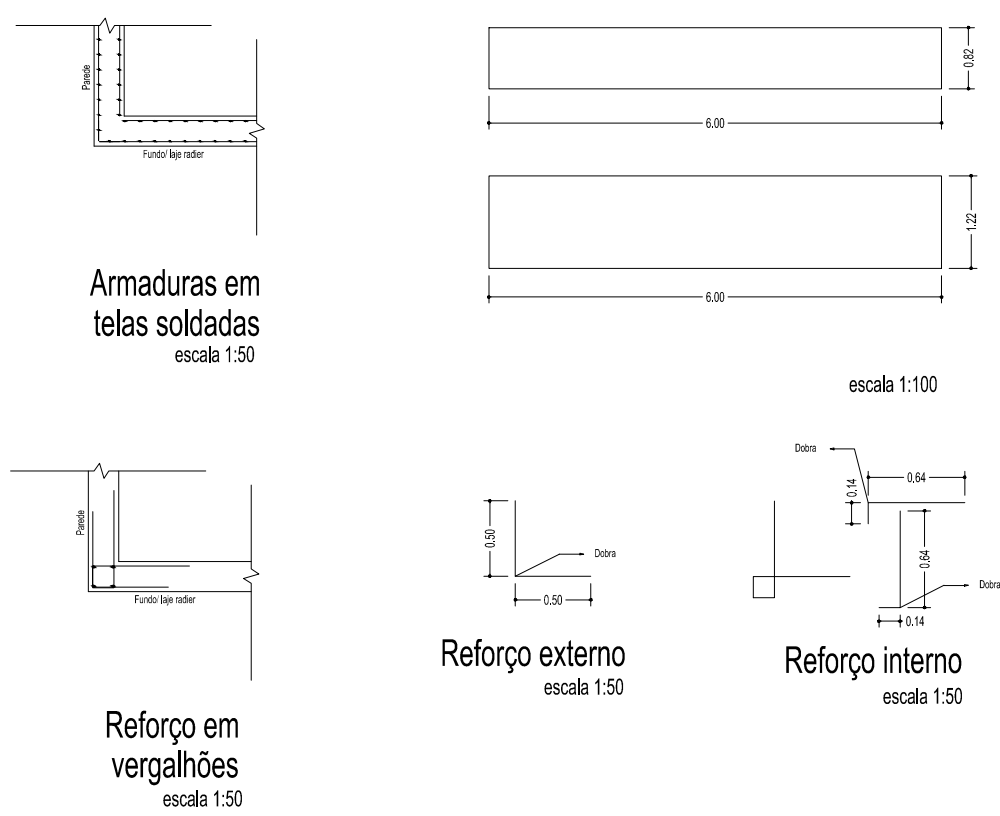 Parede
Fundo/ laje radier
Armaduras em
telas soldadas
escala 1:50
0.82
6.00
1.22
6.00
escala 1:100
Parede
Fundo/ laje radier
Reforço em
vergalhões
escala 1:50
0.50
Dobra
0.50
Reforço externo
escala 1:50
Dobra
0.14
0.64
0.64
Dobra
0.14
Reforço interno
escala 1:50